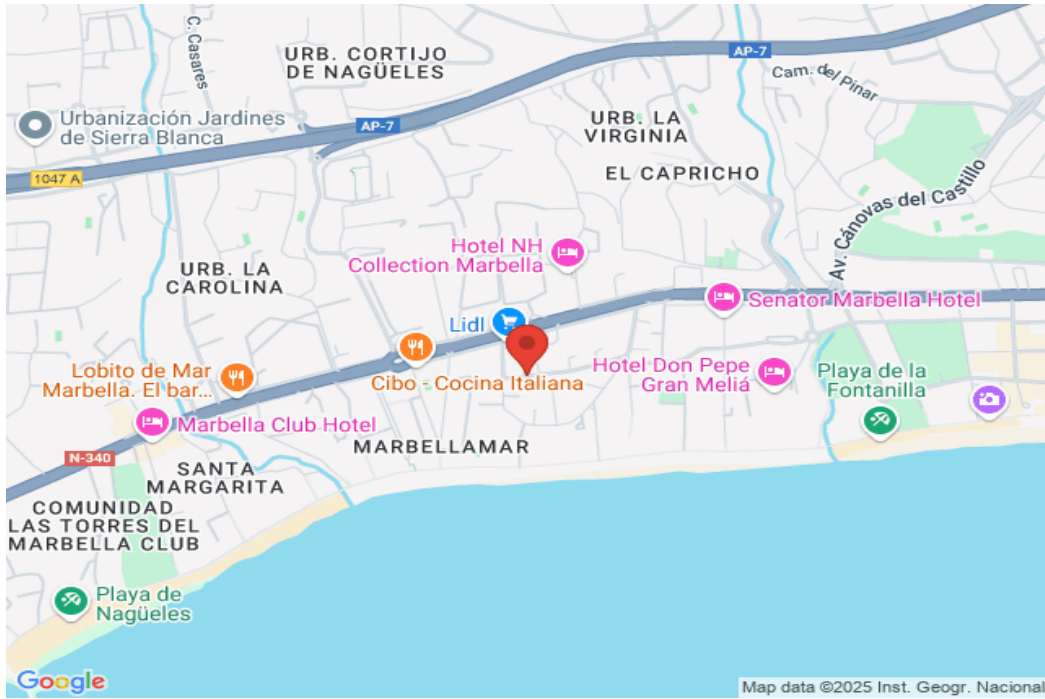 C. Casares
URB. CORTIJO
DE NAGÜELES
AP-7
Cam. del Pinar
Urbanización Jardines
de Sierra Blanca
AP-7
URB. LA
VIRGINIA
1047 A
EL CAPRICHO
Av. Cánovas del Castillo
Hotel NH
Collection Marbella
URB. LA
CAROLINA
Senator Marbella Hotel
Lidl
Lobito de Mar
Marbella. El bar...
Cibo - Cocina Italiana
Hotel Don Pepe
Gran Meliá
Playa de la
Fontanilla
Marbella Club Hotel
MARBELLAMAR
N-340
SANTA
MARGARITA
COMUNIDAD
LAS TORRES DEL
MARBELLA CLUB
Playa de
Nagüeles
Google
Map data ©2025 Inst. Geogr. Nacional